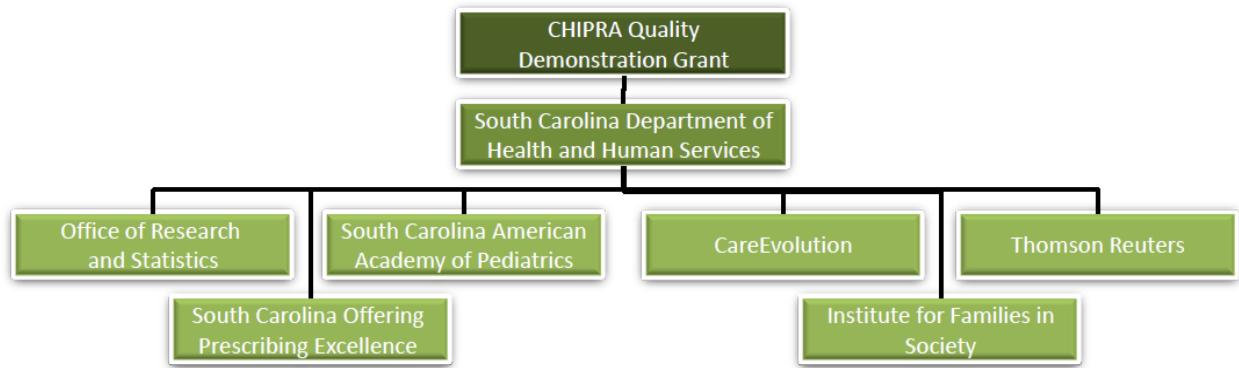 CHIPRA Quality
Demonstration Grant
South Carolina Department of
Health and Human Services
Office of Research
and Statistics
South Carolina American
Academy of Pediatrics
CareEvolution
Thomson Reuters
South Carolina Offering
Prescribing Excellence
Institute for Families in
Society